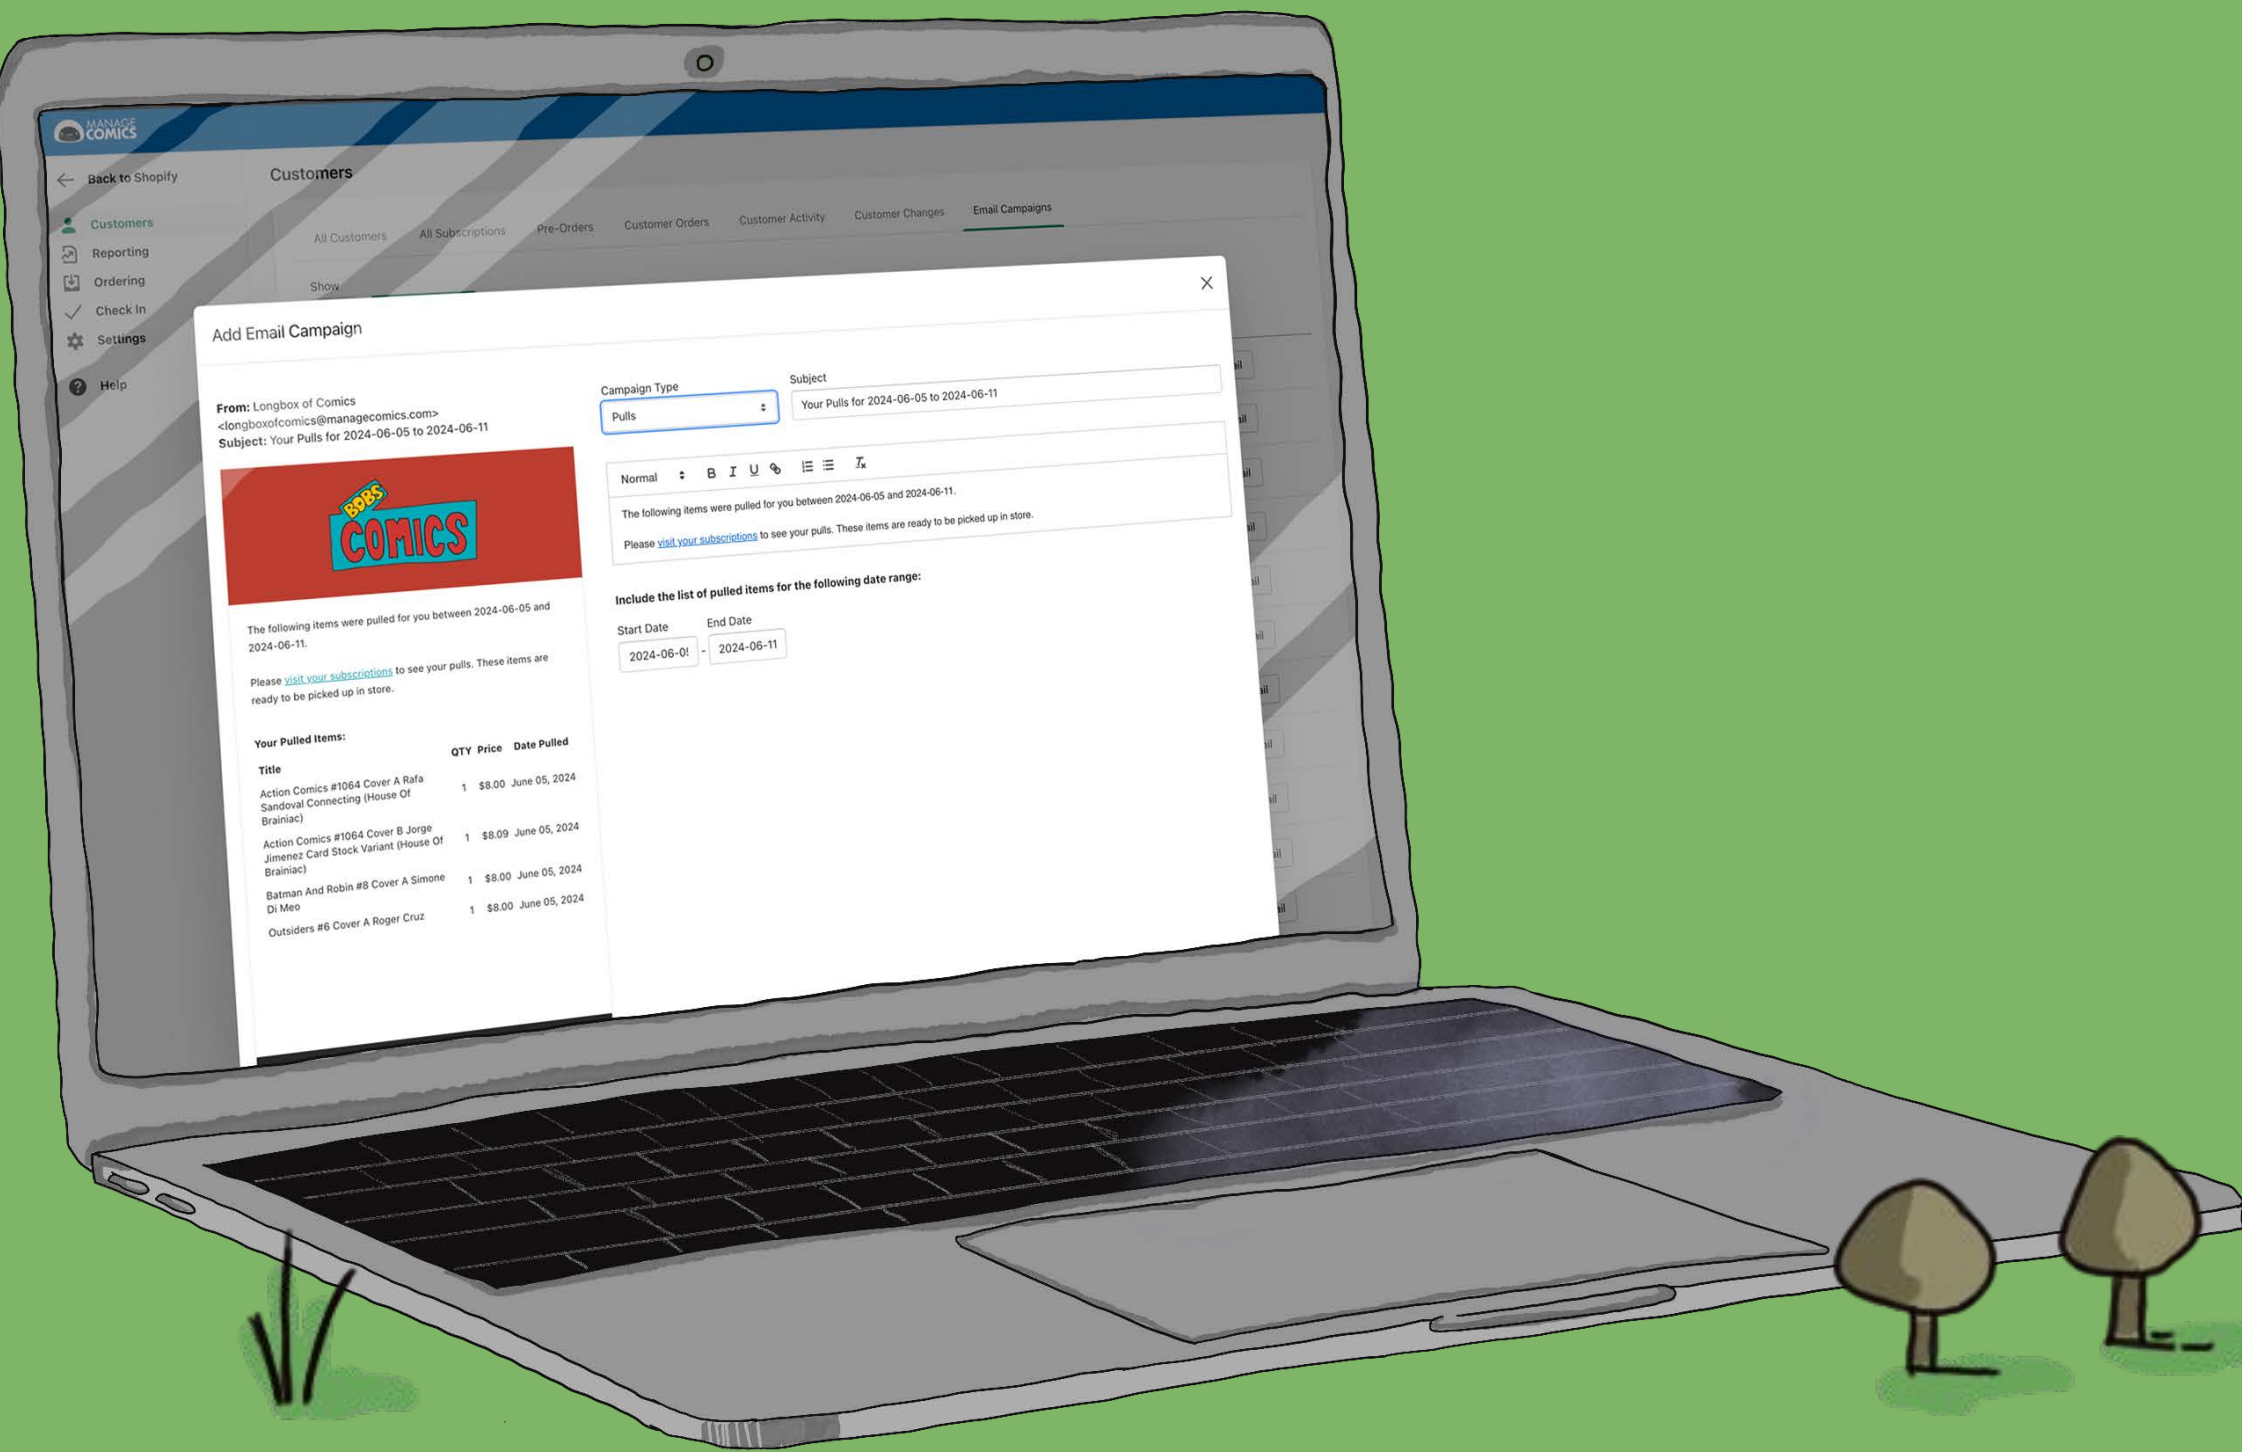 MANAGE
COMICS
Back to Shopify
Customers
Reporting
Ordering
Check In
Settings
Help
Customers
All Customers
All Subscriptions
Pre-Orders
Customer Orders
Customer Activity
Customer Changes
Email Campaigns
Show
Add Email Campaign
From: Longbox of Comics
<longboxofcomics@managecomics.com>
Subject: Your Pulls for 2024-06-05 to 2024-06-11
BOBS
COMICS
The following items were pulled for you between 2024-06-05 and
2024-06-11.
Please visit your subscriptions to see your pulls. These items are
ready to be picked up in store.
Your Pulled Items:
Title QTY Price Date Pulled
Action Comics #1064 Cover A Rafa
Sandoval Connecting (House Of
Brainiac)
1 $8.00 June 05, 2024
Action Comics #1064 Cover B Jorge
Jimenez Card Stock Variant (House Of
Brainiac)
1 $8.09 June 05, 2024
Batman And Robin #8 Cover A Simone
Di Meo
1 $8.00 June 05, 2024
Outsiders #6 Cover A Roger Cruz 1 $8.00 June 05, 2024
Campaign Type
Pulls
Subject
Your Pulls for 2024-06-05 to 2024-06-11
Normal B I U
The following items were pulled for you between 2024-06-05 and 2024-06-11.
Please visit your subscriptions to see your pulls. These items are ready to be picked up in store.
Include the list of pulled items for the following date range:
Start Date End Date
2024-06-0 - 2024-06-11